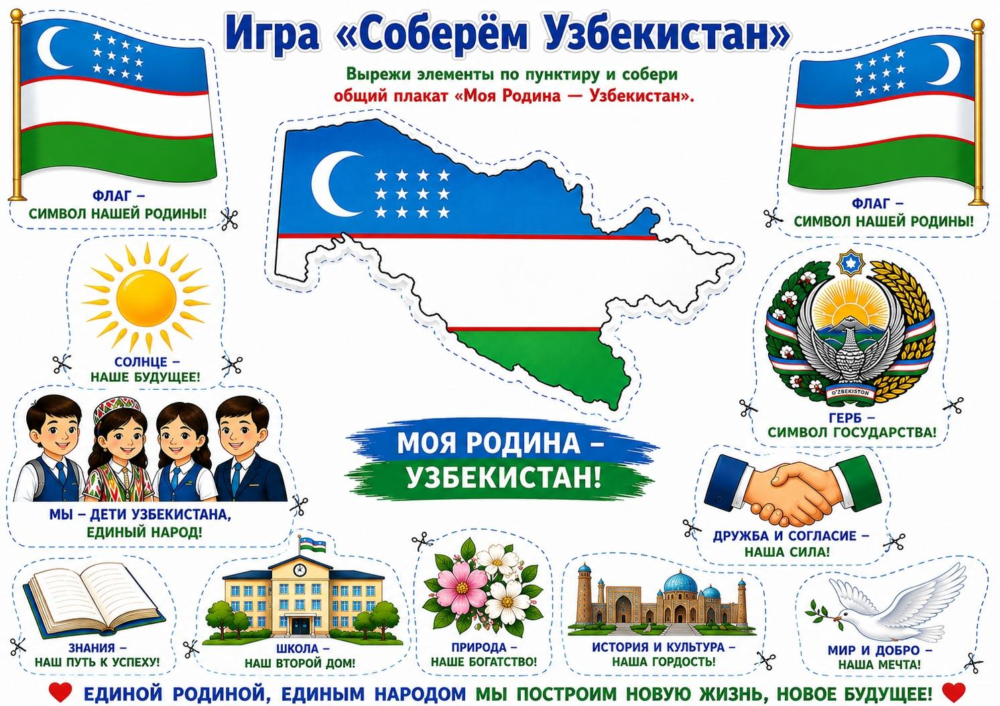 Игра «Соберём Узбекистан»
Вырежи элементы по пунктиру и собери
общий плакат «Моя Родина — Узбекистан».
ФЛАГ –
СИМВОЛ НАШЕЙ РОДИНЫ!
ФЛАГ –
СИМВОЛ НАШЕЙ РОДИНЫ!
СОЛНЦЕ –
НАШЕ БУДУЩЕЕ!
O'ZBEKISTON
ГЕРБ –
СИМВОЛ ГОСУДАРСТВА!
МОЯ РОДИНА –
УЗБЕКИСТАН!
МЫ – ДЕТИ УЗБЕКИСТАНА,
ЕДИНЫЙ НАРОД!
ДРУЖБА И СОГЛАСИЕ –
НАША СИЛА!
ЗНАНИЯ –
НАШ ПУТЬ К УСПЕХУ!
ШКОЛА –
НАШ ВТОРОЙ ДОМ!
ПРИРОДА –
НАШЕ БОГАТСТВО!
ИСТОРИЯ И КУЛЬТУРА –
НАША ГОРДОСТЬ!
МИР И ДОБРО –
НАША МЕЧТА!
ЕДИНОЙ РОДИНОЙ, ЕДИНЫМ НАРОДОМ МЫ ПОСТРОИМ НОВУЮ ЖИЗНЬ, НОВОЕ БУДУЩЕЕ!